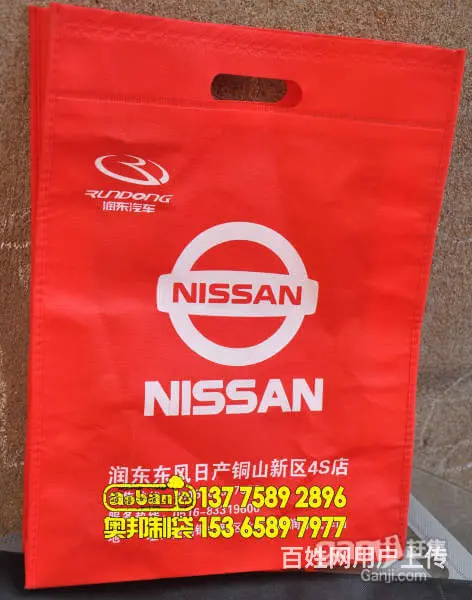 RUNDONG
润东汽车
NISSAN
NISSAN
润东东风日产铜山新区4S店
aoban 137 7589 2896
0516-83319600
奥邦制袋 153 6589 7977
百姓网用户上传
Ganji.com